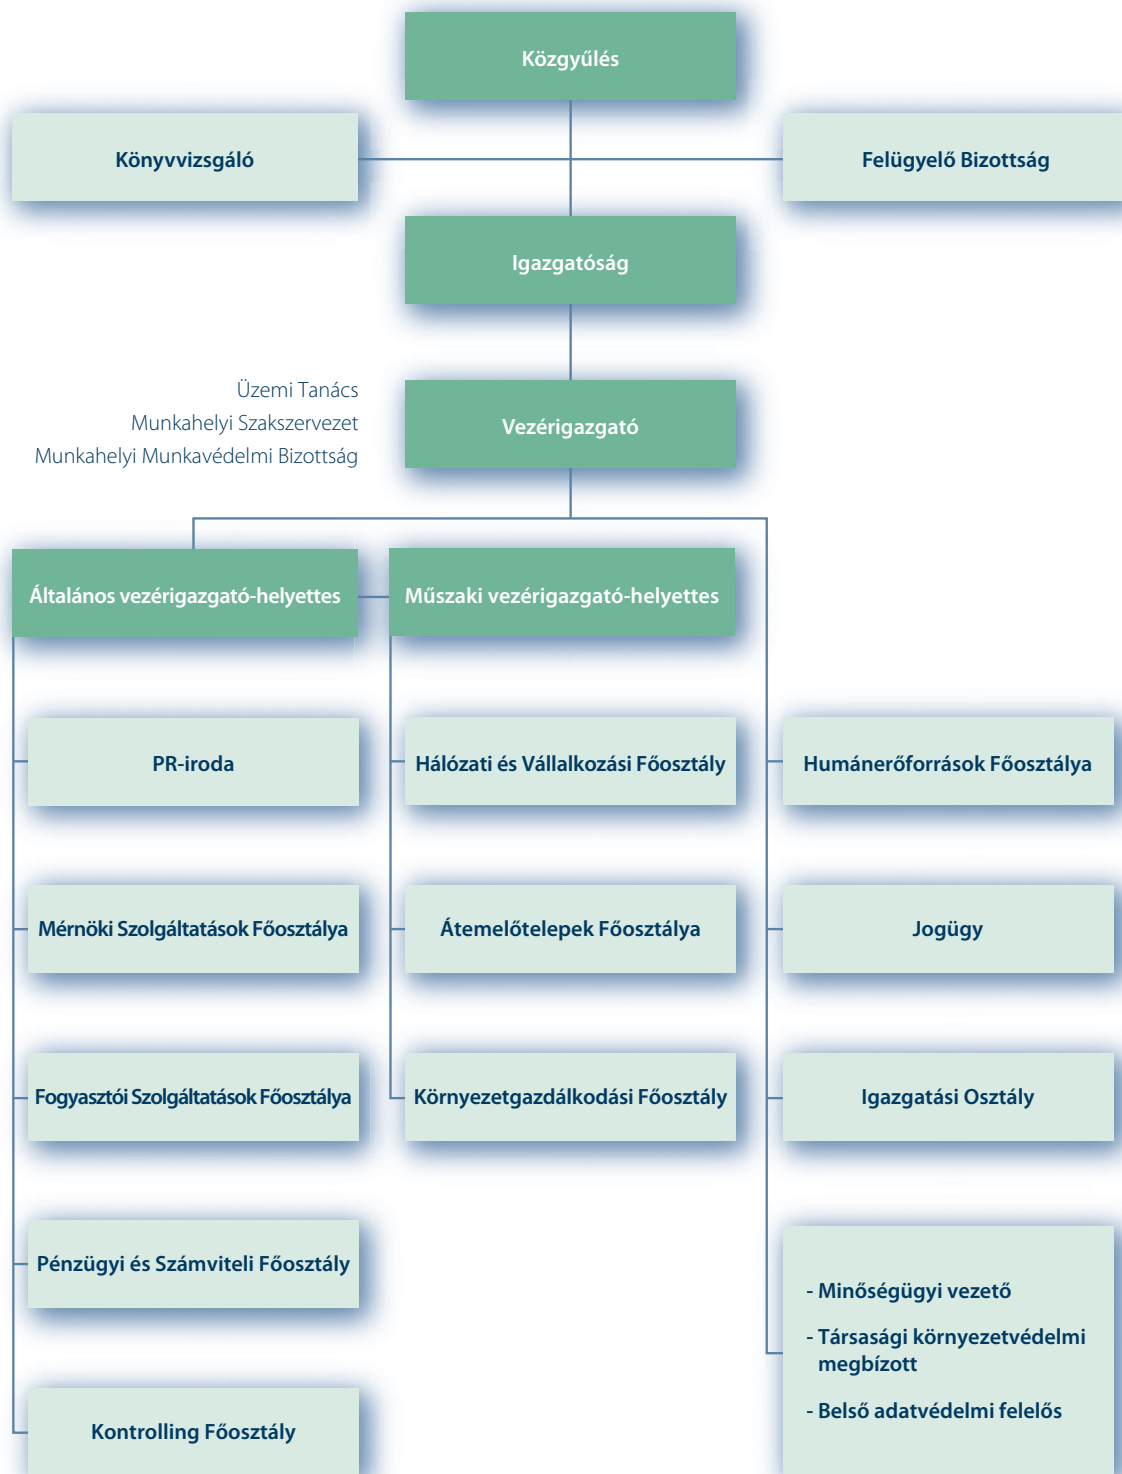 Közgyűlés
Könyvvizsgáló
Felügyelő Bizottság
Igazgatóság
Üzemi Tanács
Munkahelyi Szakszervezet
Munkahelyi Munkavédelmi Bizottság
Vezérigazgató
Általános vezérigazgató-helyettes
Műszaki vezérigazgató-helyettes
PR-iroda
Hálózati és Vállalkozási Főosztály
Humánerőforrások Főosztálya
Mérnöki Szolgáltatások Főosztálya
Átemelőtelepek Főosztálya
Jogügy
Fogyasztói Szolgáltatások Főosztálya
Környezetgazdálkodási Főosztály
Igazgatási Osztály
Pénzügyi és Számviteli Főosztály
- Minőségügyi vezető
- Társasági környezetvédelmi
megbízott
- Belső adatvédelmi felelős
Kontrolling Főosztály